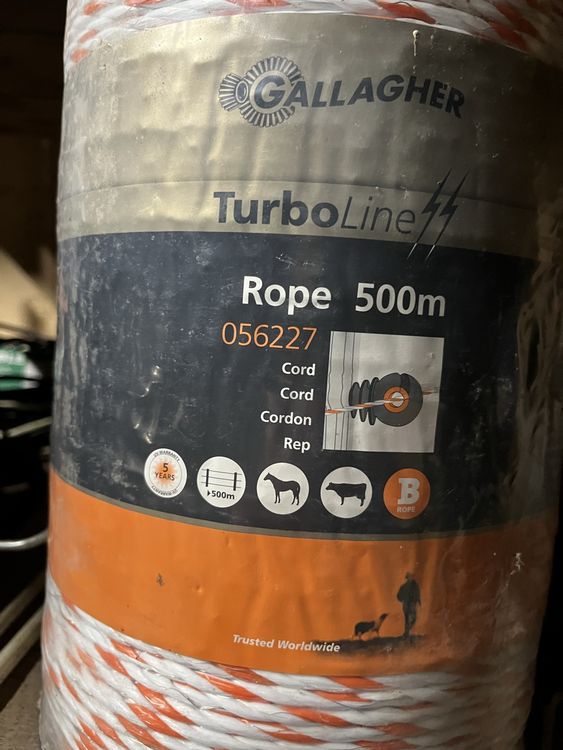 GALLAGHER
TurboLine
Rope 500m
056227
Cord
Cord
Cordon
Rep
5
YEARS
500m
B
ROPE
Trusted Worldwide